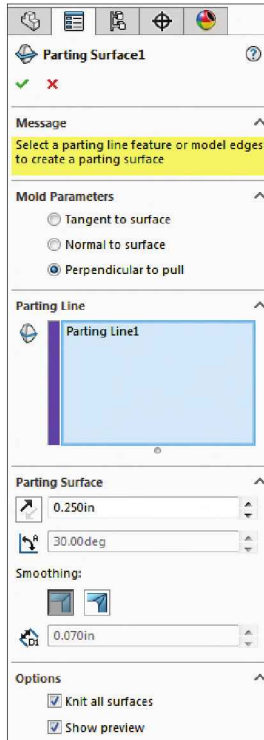 Parting Surface1
Message
Select a parting line feature or model edges
to create a parting surface
Mold Parameters
Tangent to surface
Normal to surface
Perpendicular to pull
Parting Line
Parting Line1
Parting Surface
0.250in
30.00deg
Smoothing:
0.070in
Options
Knit all surfaces
Show preview